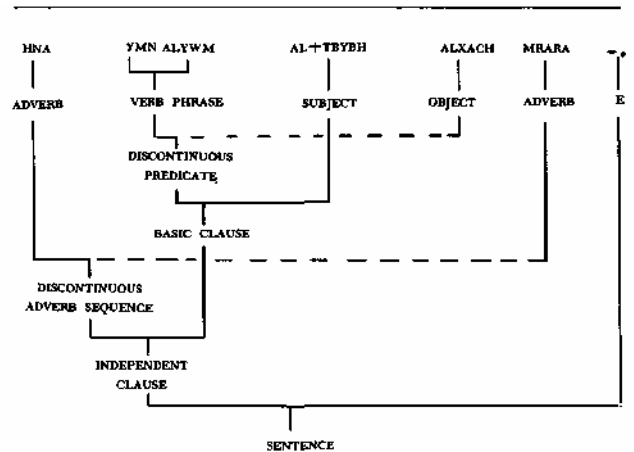 HNA YMN ALYWM AL+TBYBH ALXACH MRARA
ADVERB VERB PHRASE SUBJECT OBJECT ADVERB E
DISCONTINUOUS
PREDICATE
BASIC CLAUSE
DISCONTINUOUS
ADVERB SEQUENCE
INDEPENDENT
CLAUSE
SENTENCE